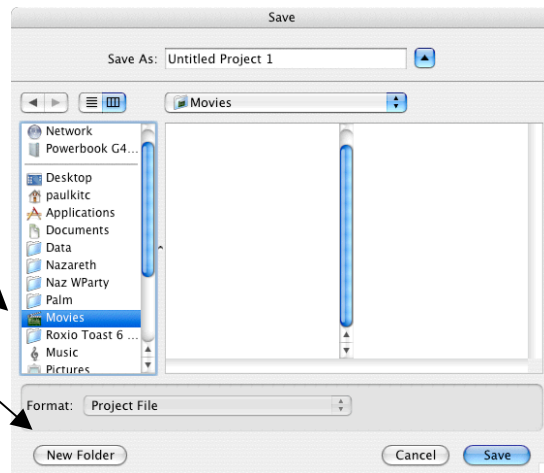 Save
Save As: Untitled Project 1
Movies
Network
Powerbook G4...
Desktop
paulkitc
Applications
Documents
Data
Nazareth
Naz WParty
Palm
Movies
Roxio Toast 6 ...
Music
Pictures
Format: Project File
New Folder Cancel Save